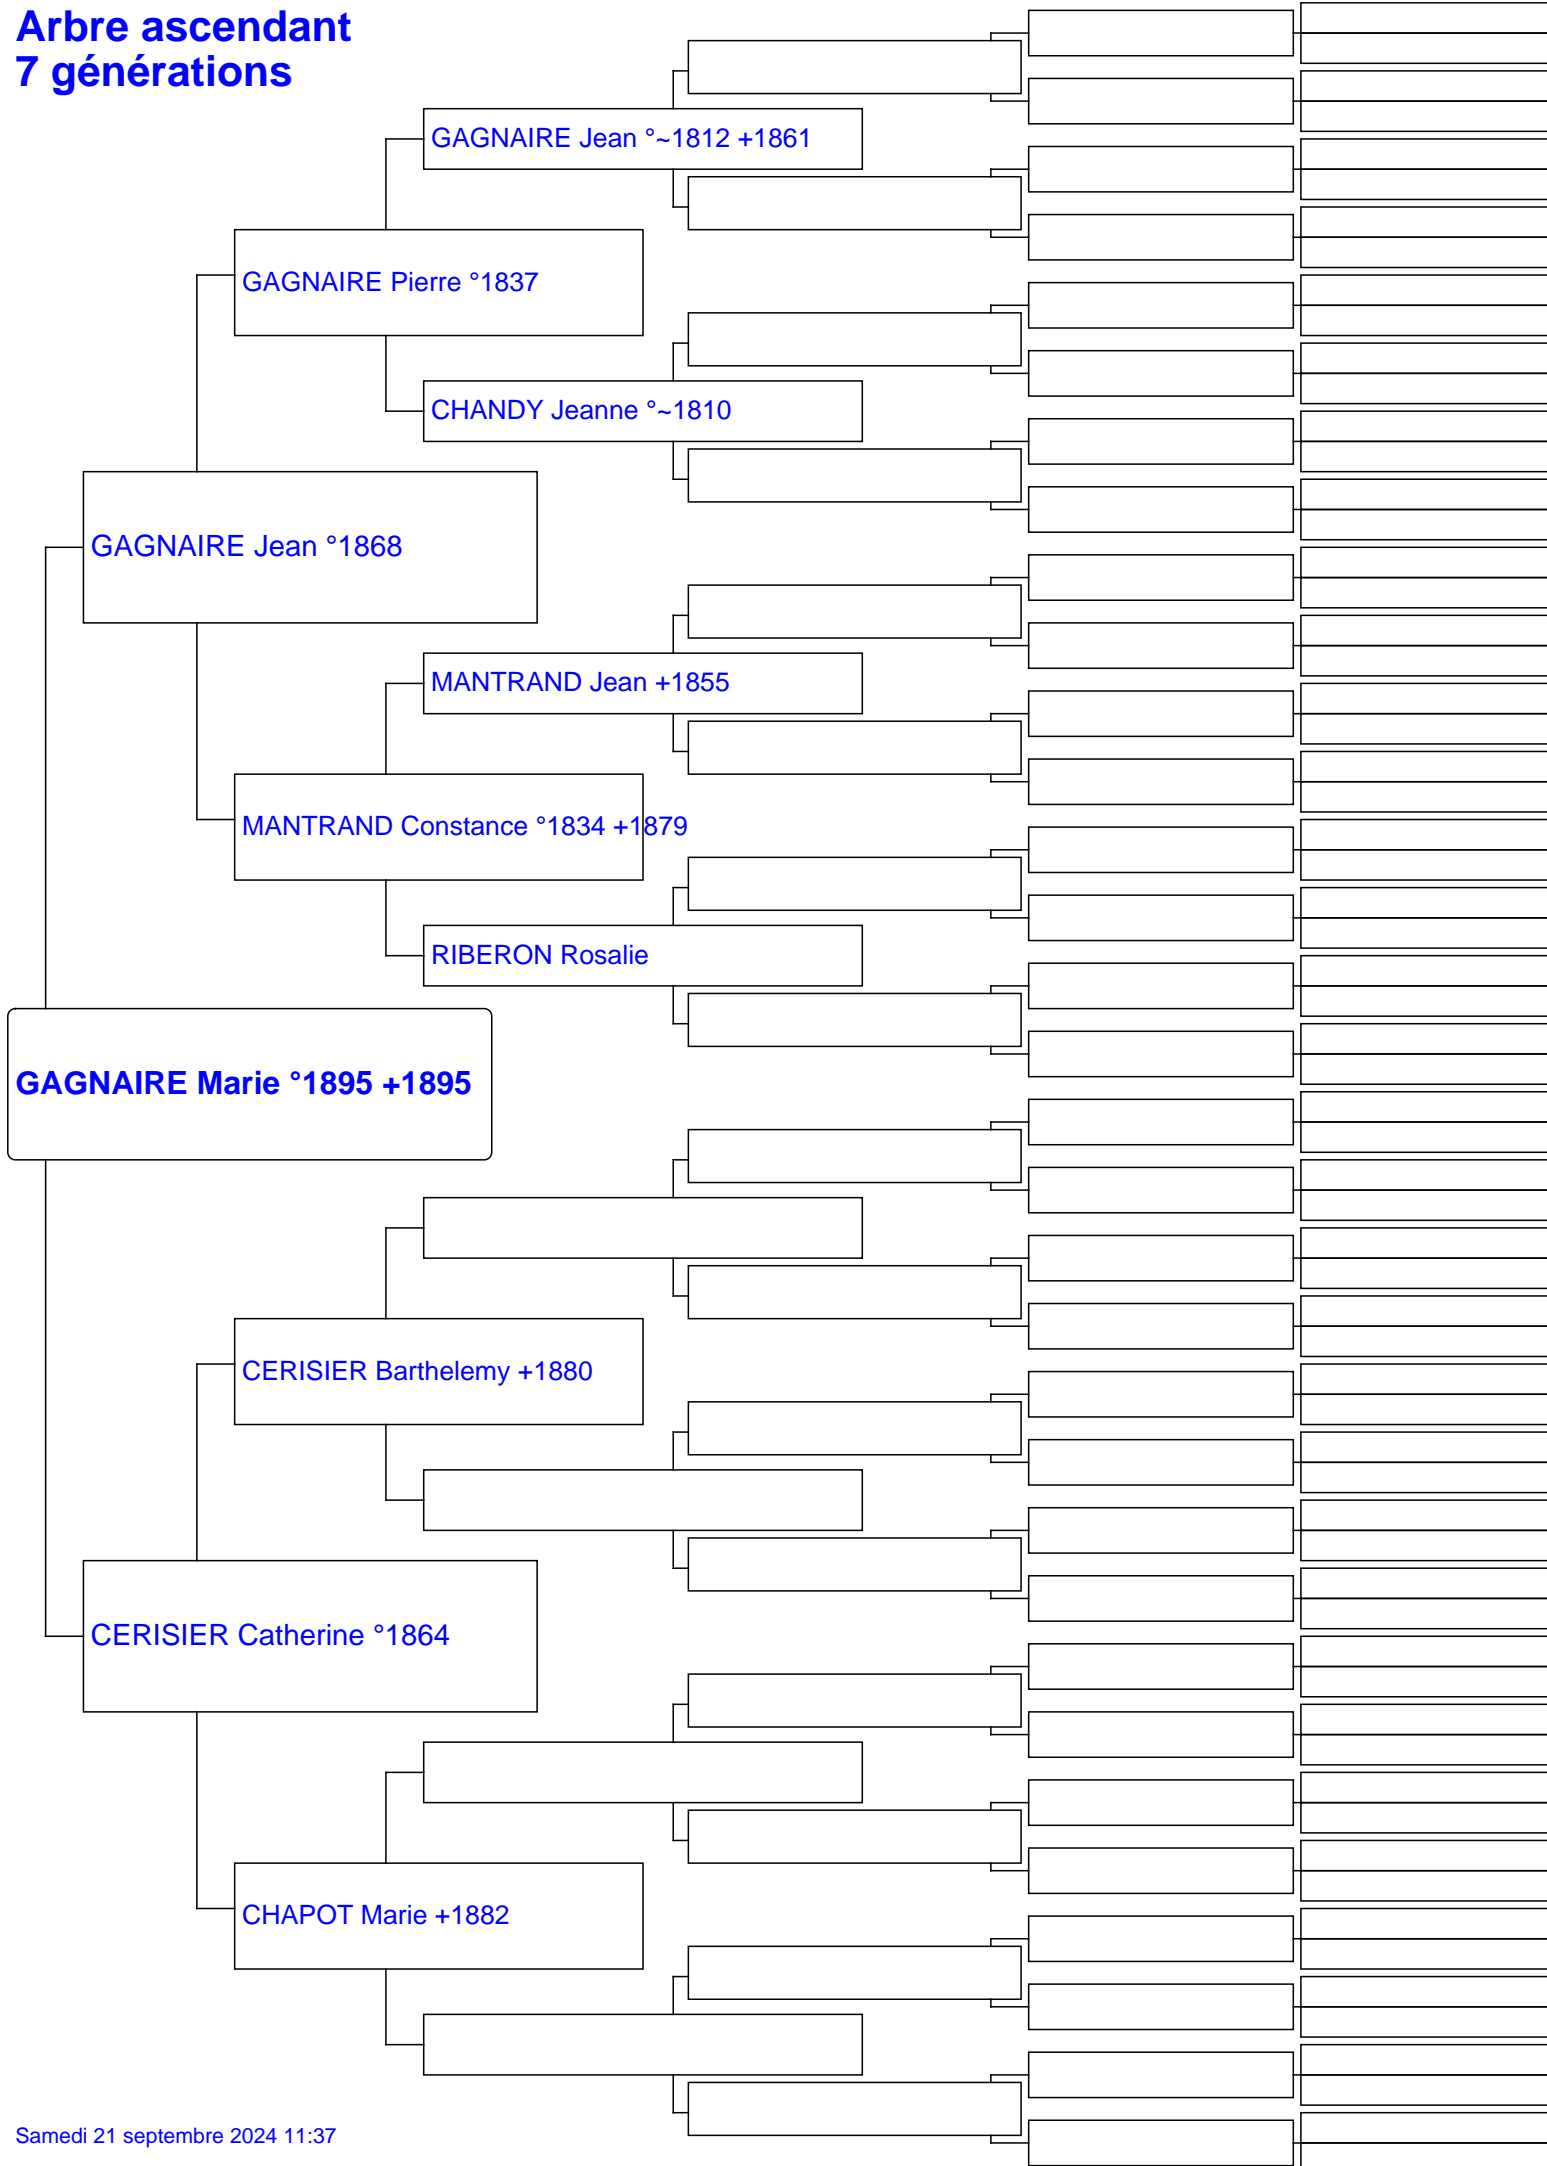 Arbre ascendant
7 générations
GAGNAIRE Jean °~1812 +1861
GAGNAIRE Pierre °1837
CHANDY Jeanne °~1810
GAGNAIRE Jean °1868
MANTRAND Jean +1855
MANTRAND Constance °1834 +1879
RIBERON Rosalie
GAGNAIRE Marie °1895 +1895
CERISIER Barthelemy +1880
CERISIER Catherine °1864
CHAPOT Marie +1882
Samedi 21 septembre 2024 11:37